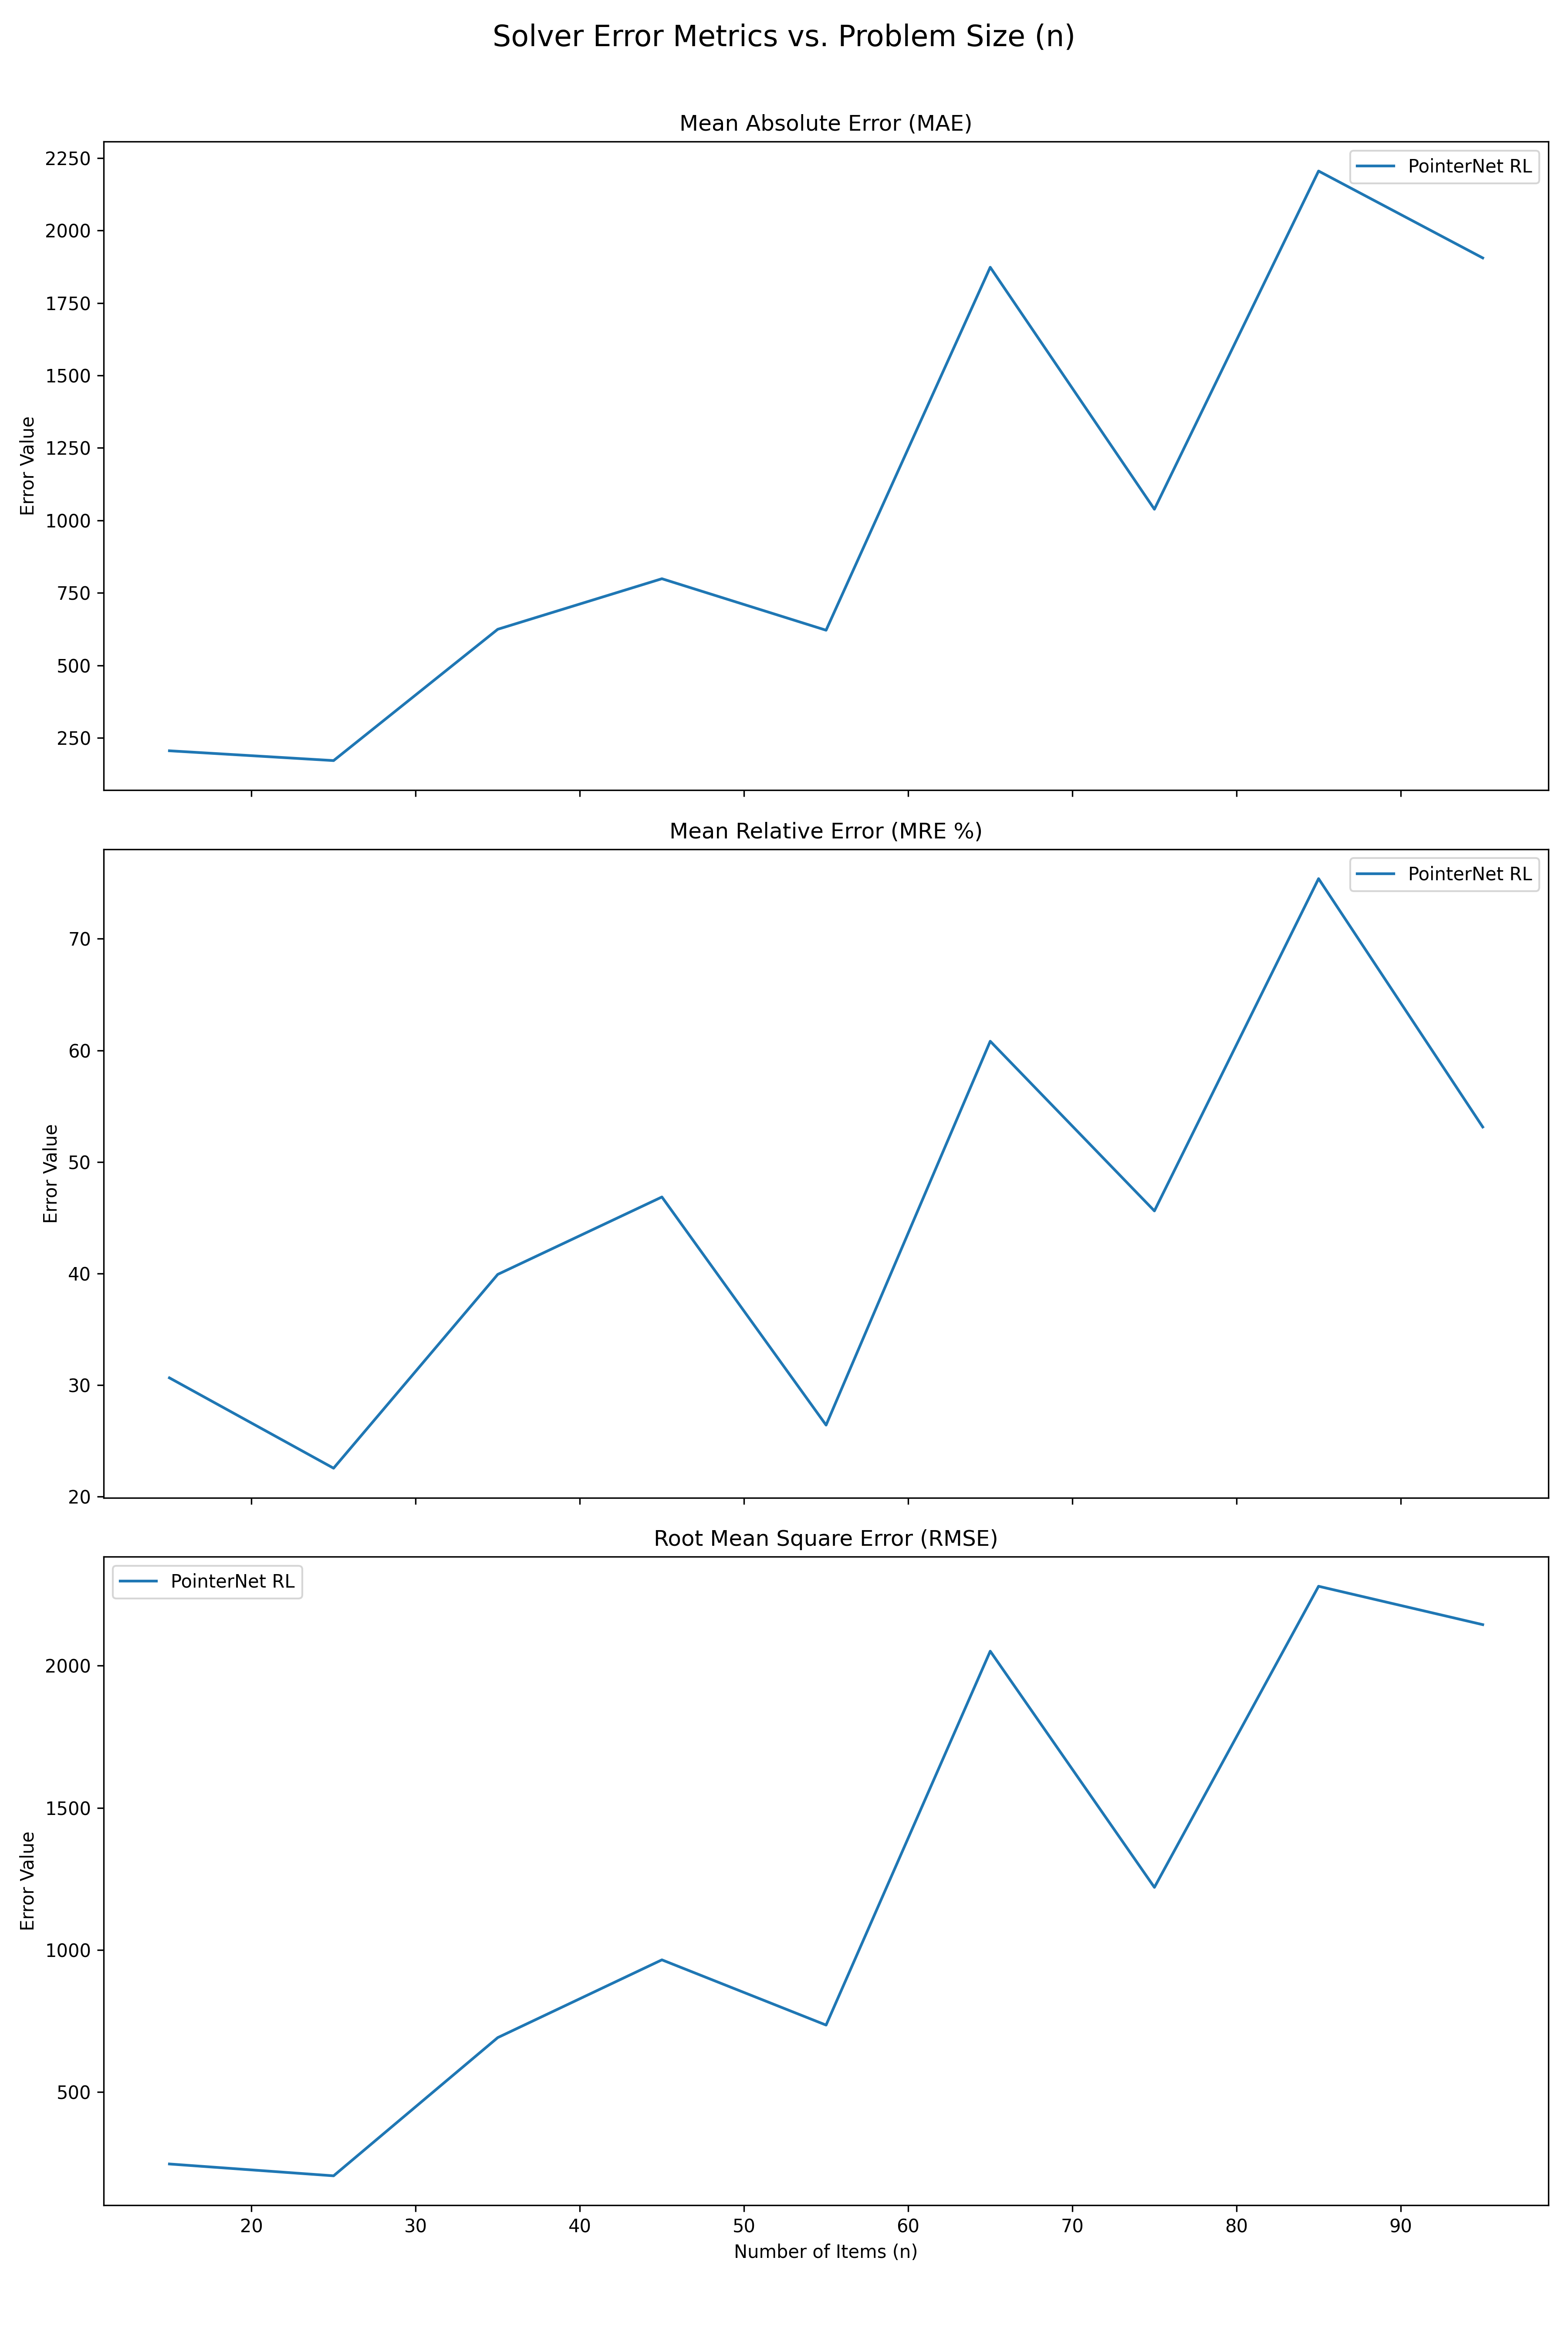 Solver Error Metrics vs. Problem Size (n)
Mean Absolute Error (MAE)
PointerNet RL
2250
2000
1750
1500
1250
1000
750
500
250
Error Value
Mean Relative Error (MRE %)
PointerNet RL
70
60
50
40
30
20
Error Value
Root Mean Square Error (RMSE)
PointerNet RL
2000
1500
1000
500
Error Value
20 30 40 50 60 70 80 90
Number of Items (n)